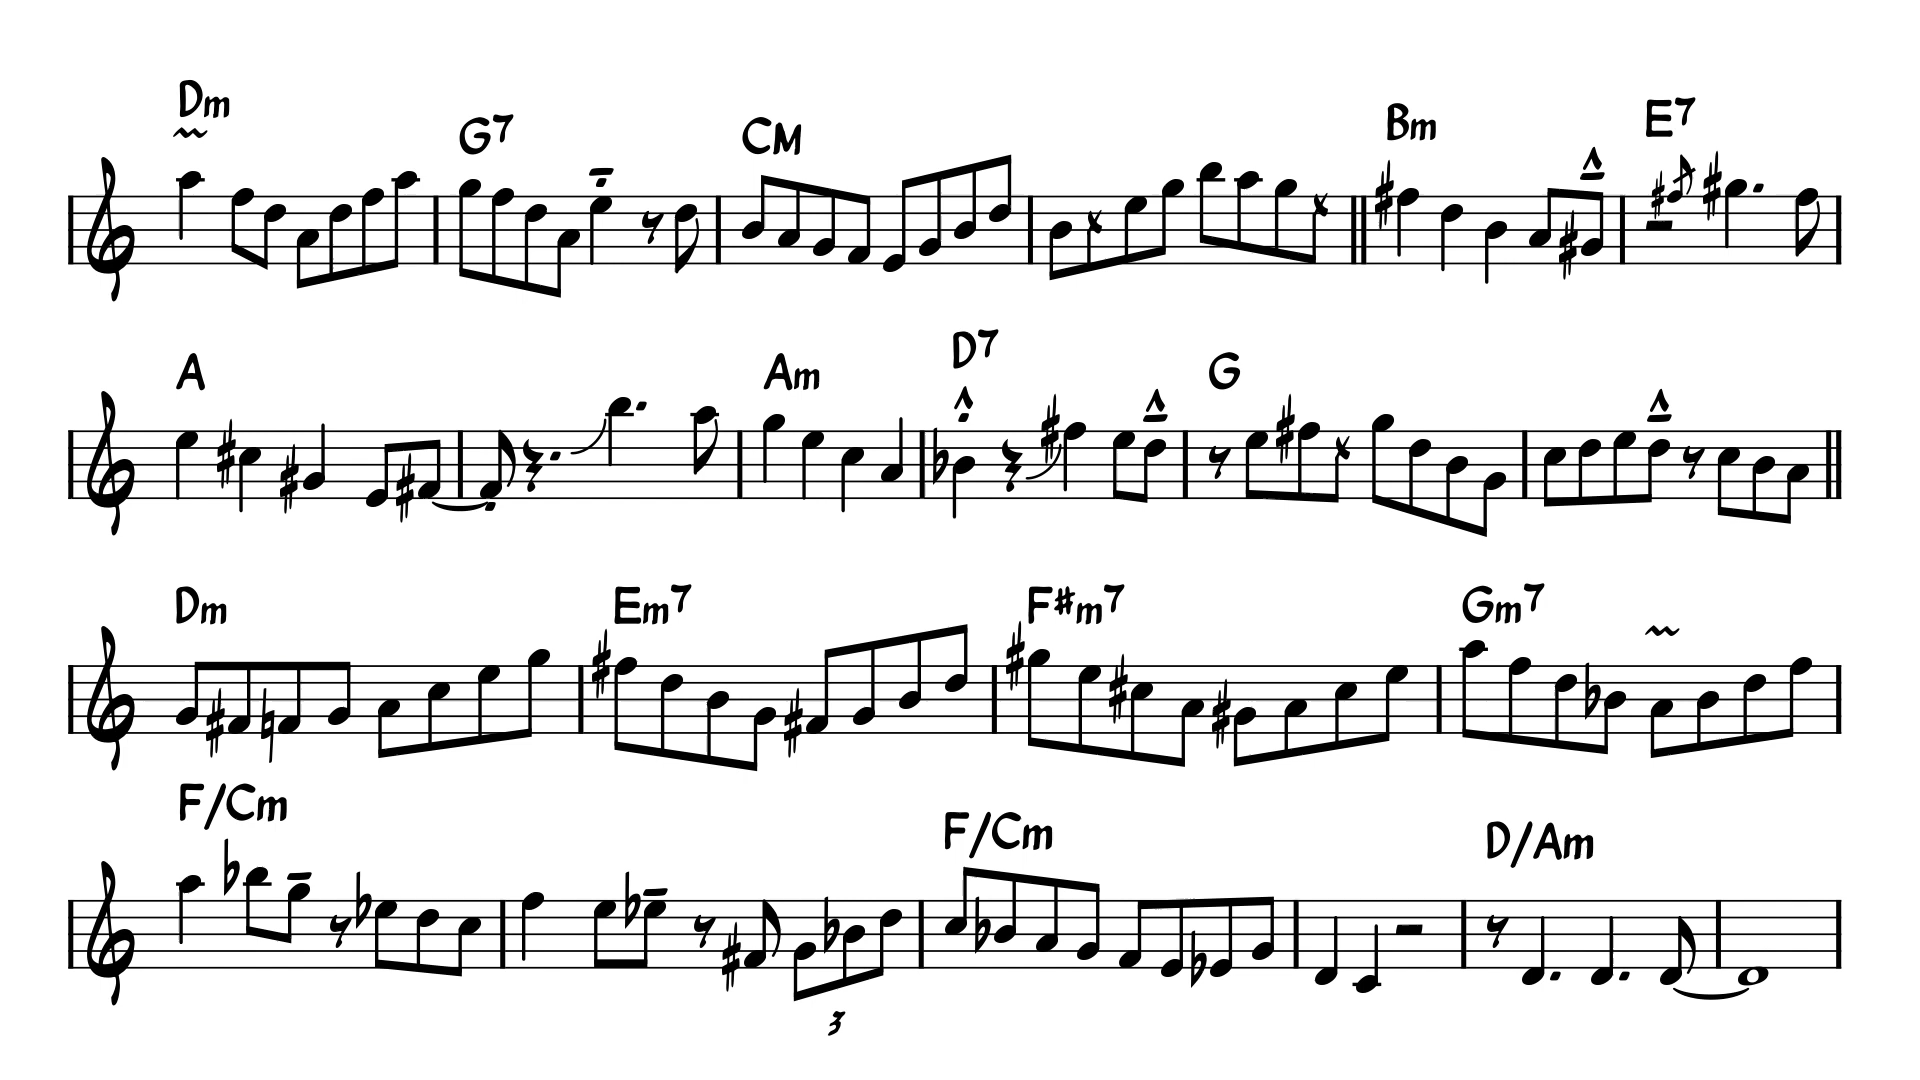 Dm G7 CM Bm E7
A Am D7 G
Dm Em7 F#m7 Gm7
F/Cm F/Cm D/Am
3